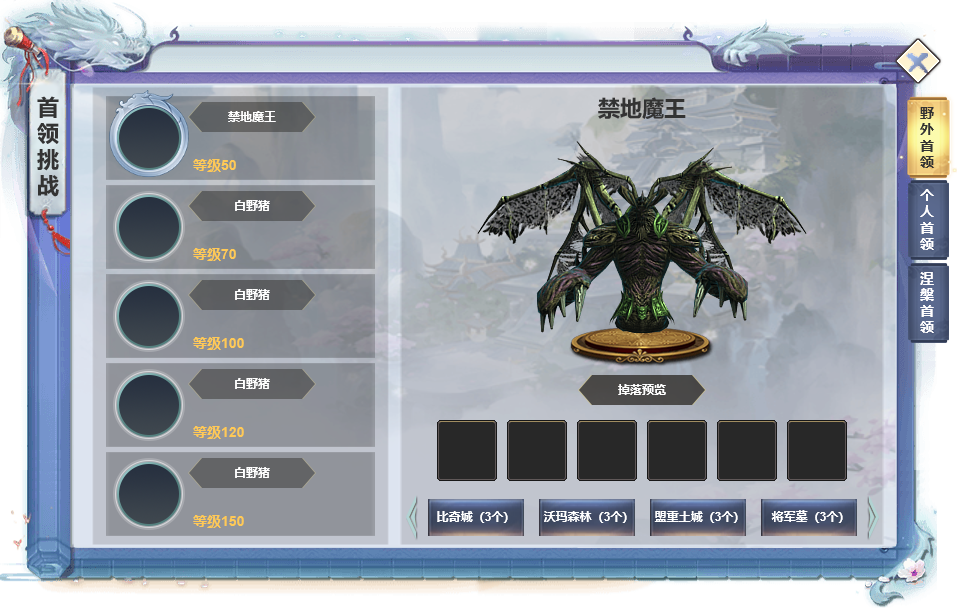 首领挑战
禁地魔王
等级50
白野猪
等级70
白野猪
等级100
白野猪
等级120
白野猪
等级150
禁地魔王
掉落预览
比奇城（3个）
沃玛森林（3个）
盟重土城（3个）
将军墓（3个）
野外首领
个人首领
涅槃首领